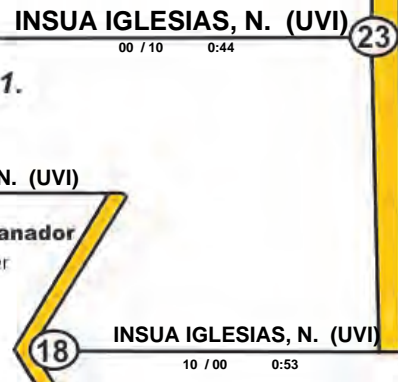 INSUA IGLESIAS, N. (UVI)
23
00 / 10 0:44
1.
N. (UVI)
anador
er
INSUA IGLESIAS, N. (UVI)
18
10 / 00 0:53